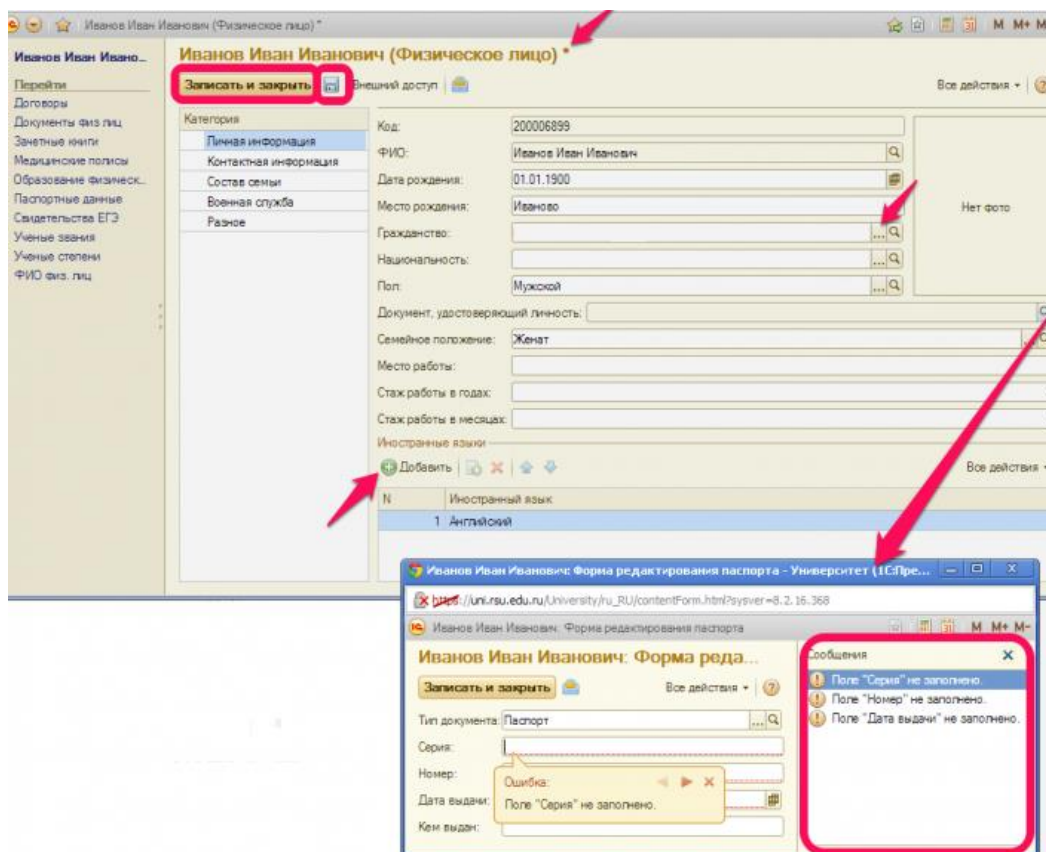 Иванов Иван Иванович (Физическое лицо) *
M M+ M
Иванов Иван Ивано...
Перейти
Договоры
Документы физ лиц
Зачетные книги
Медицинские полисы
Образование физическ...
Паспортные данные
Свидетельства ЕГЭ
Ученые звания
Ученые степени
ФИО физ. лиц
Иванов Иван Иванович (Физическое лицо) *
Записать и закрыть
Внешний доступ
Все действия
Категория
Личная информация
Контактная информация
Состав семьи
Военная служба
Разное
Код: 200006899
ФИО: Иванов Иван Иванович
Дата рождения: 01.01.1900
Место рождения: Иваново
Гражданство: ...
Национальность: ...
Пол: Мужской ...
Нет фото
Документ, удостоверяющий личность:
Семейное положение: Женат
Место работы:
Стаж работы в годах:
Стаж работы в месяцах:
Иностранные языки
Добавить
Все действия
N Иностранный язык
1 Английский
Иванов Иван Иванович: Форма редактирования паспорта - Университет (1С:Пре...
https://uni.rsu.edu.ru/University/ru_RU/contentForm.html?sysver=8.2.16.368
Иванов Иван Иванович: Форма редактирования паспорта
M M+ M-
Иванов Иван Иванович: Форма реда...
Записать и закрыть
Все действия
Тип документа: Паспорт ...
Серия:
Номер:
Дата выдачи:
Кем выдан:
Ошибка:
Поле "Серия" не заполнено.
Сообщения
Поле "Серия" не заполнено.
Поле "Номер" не заполнено.
Поле "Дата выдачи" не заполнено.